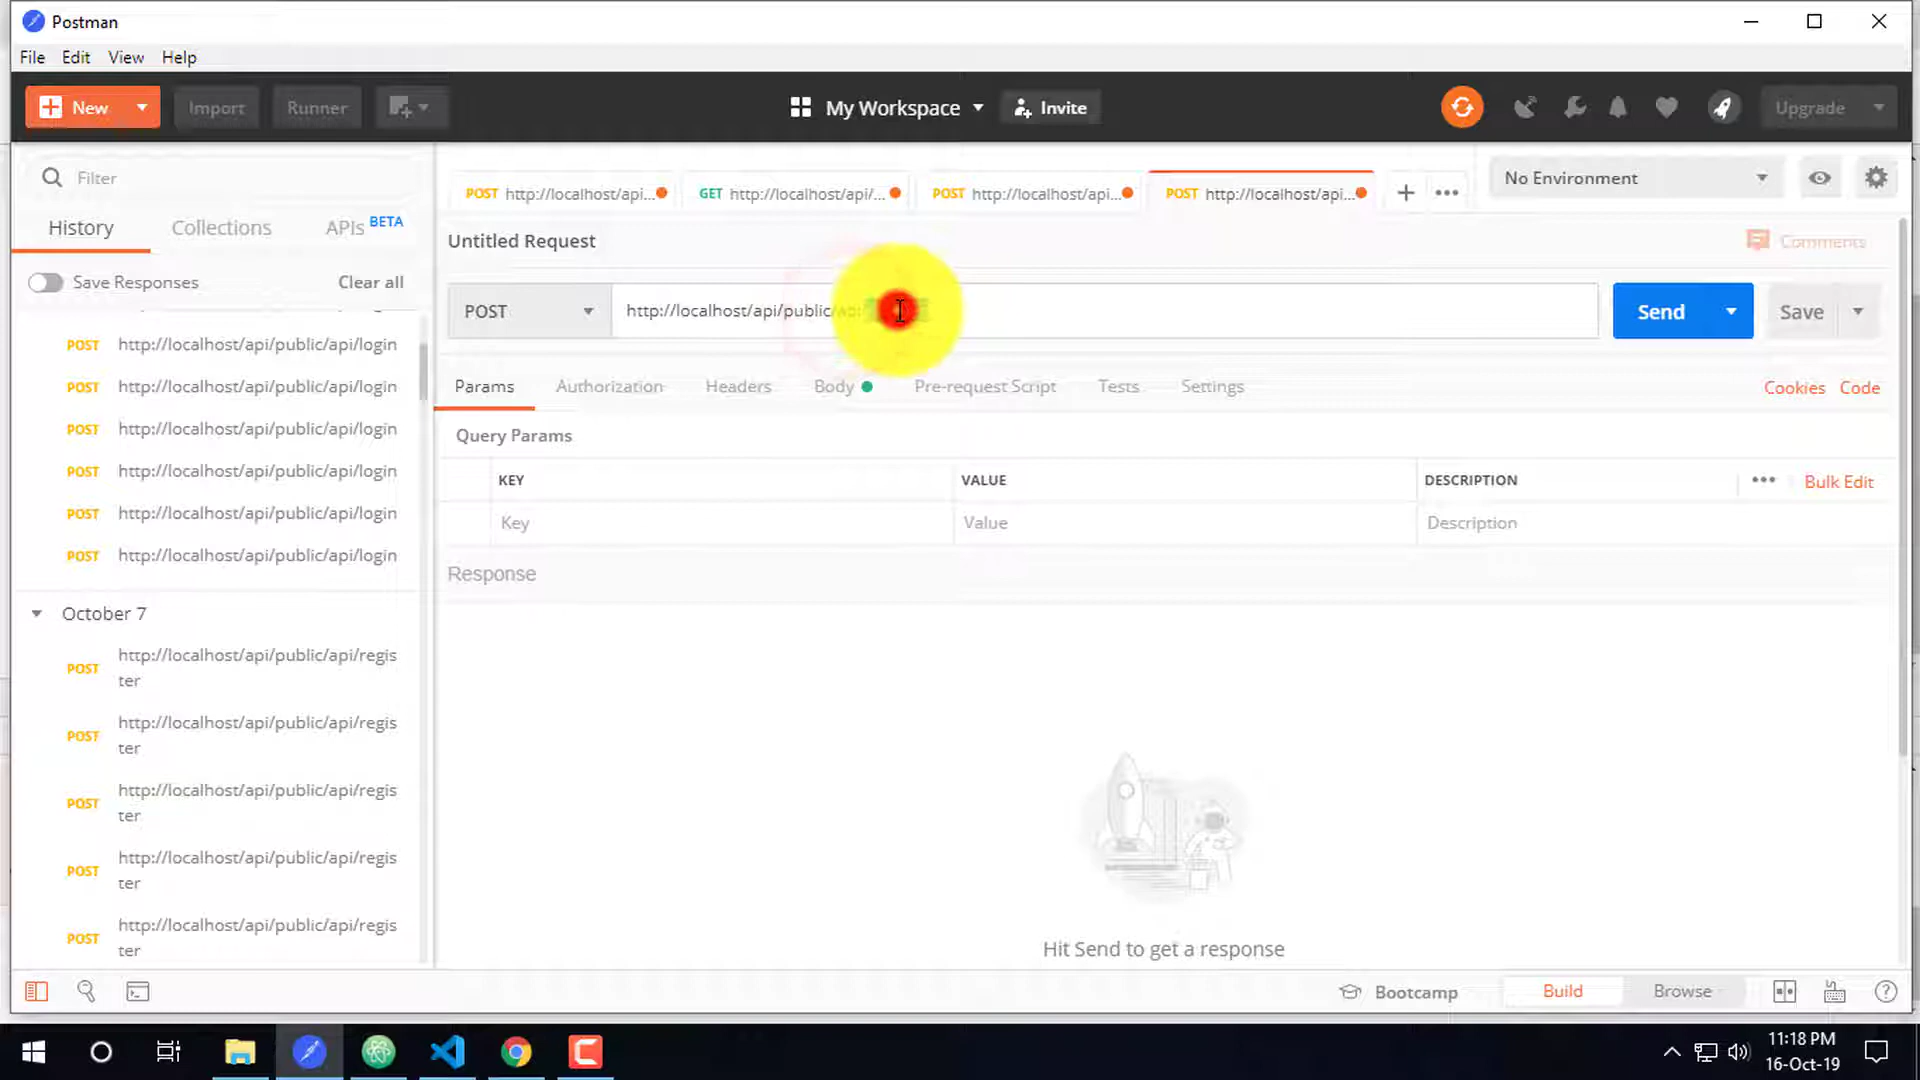 Postman
File Edit View Help
New Import Runner My Workspace Invite Upgrade
Filter
History Collections APIs BETA
Save Responses Clear all
POST http://localhost/api/public/api/login
POST http://localhost/api/public/api/login
POST http://localhost/api/public/api/login
POST http://localhost/api/public/api/login
POST http://localhost/api/public/api/login
POST http://localhost/api/public/api/login
October 7
POST http://localhost/api/public/api/regis
ter
POST http://localhost/api/public/api/regis
ter
POST http://localhost/api/public/api/regis
ter
POST http://localhost/api/public/api/regis
ter
POST http://localhost/api/public/api/regis
ter
POST http://localhost/api... GET http://localhost/api/... POST http://localhost/api... POST http://localhost/api... No Environment
Untitled Request Comments
POST http://localhost/api/public/api Send Save
Params Authorization Headers Body Pre-request Script Tests Settings Cookies Code
Query Params
KEY VALUE DESCRIPTION Bulk Edit
Key Value Description
Response
Hit Send to get a response
Bootcamp Build Browse
11:18 PM
16-Oct-19